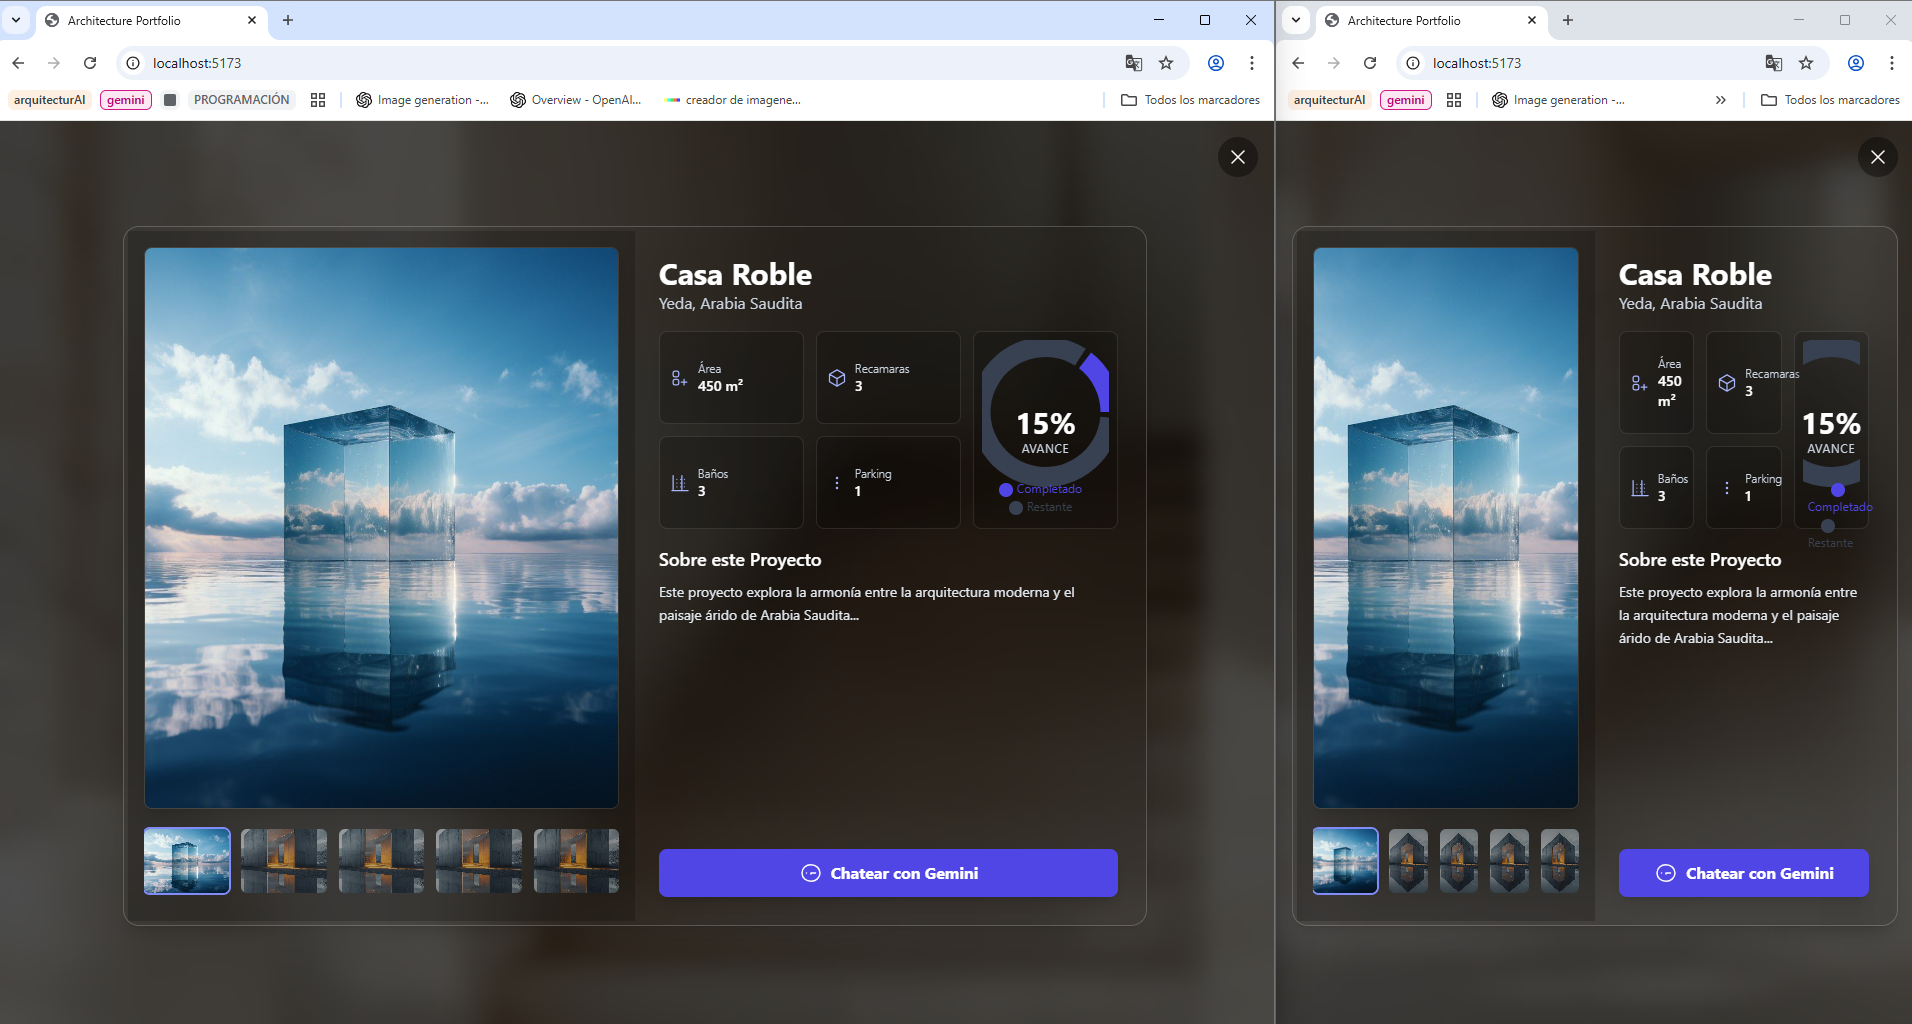 Architecture Portfolio
localhost:5173
arquitecturAI
gemini
PROGRAMACIÓN
Image generation -...
Overview - OpenAI...
creador de imagene...
Todos los marcadores
Casa Roble
Yeda, Arabia Saudita
Área
450 m²
Recamaras
3
Baños
3
Parking
1
15%
AVANCE
Completado
Restante
Sobre este Proyecto
Este proyecto explora la armonía entre la arquitectura moderna y el
paisaje árido de Arabia Saudita...
Chatear con Gemini
Architecture Portfolio
localhost:5173
arquitecturAI
gemini
Image generation -...
Todos los marcadores
Casa Roble
Yeda, Arabia Saudita
Área
450
m²
Recamaras
3
Baños
3
Parking
1
15%
AVANCE
Completado
Restante
Sobre este Proyecto
Este proyecto explora la armonía entre
la arquitectura moderna y el paisaje
árido de Arabia Saudita...
Chatear con Gemini